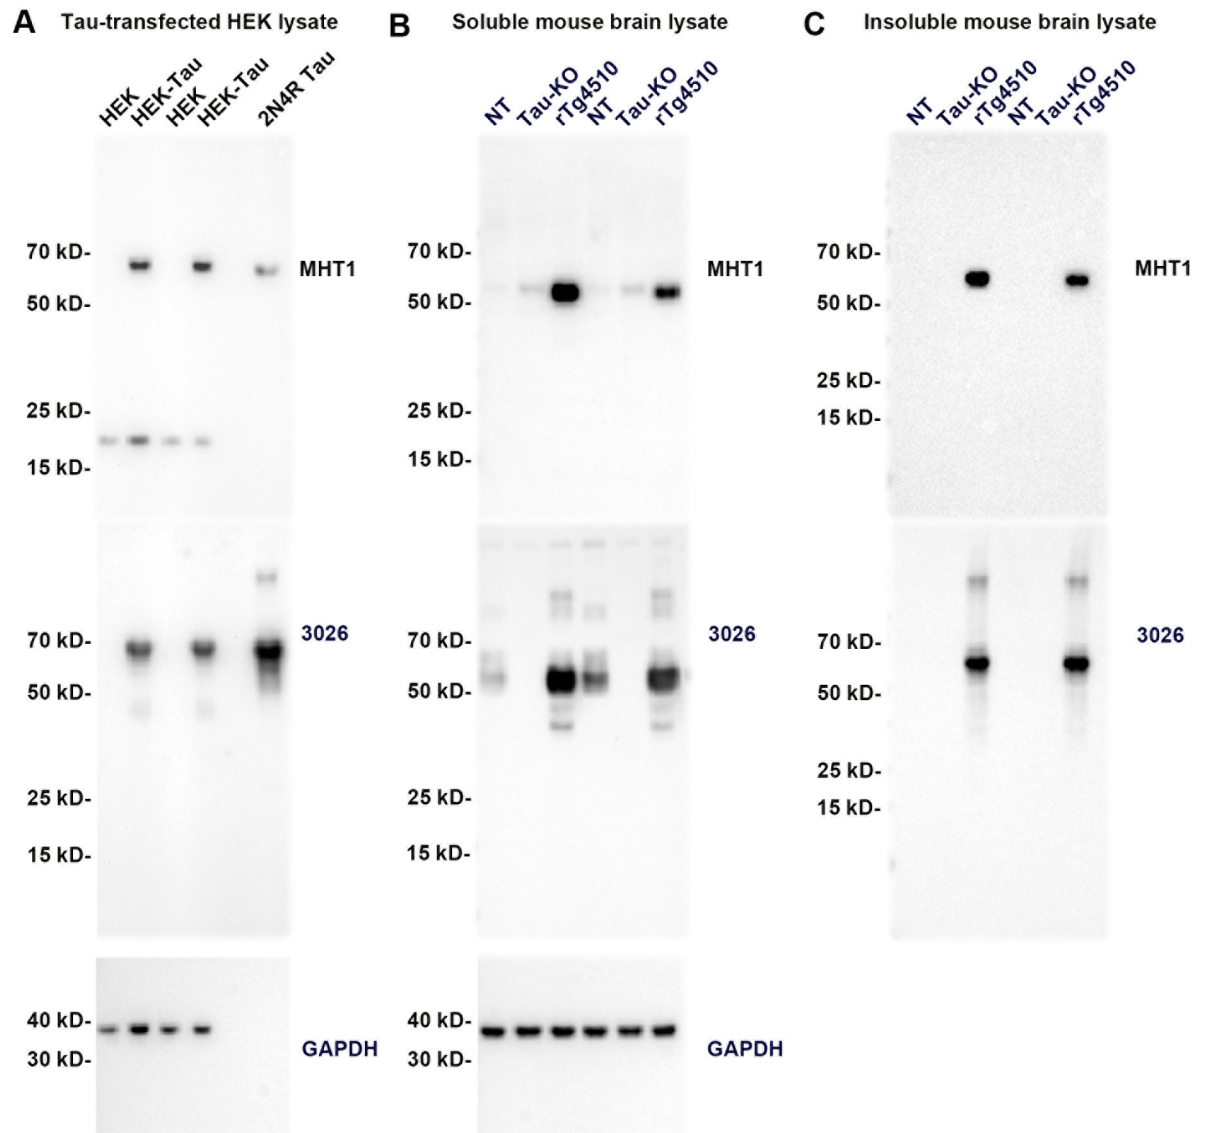 A Tau-transfected HEK lysate
HEK
HEK-Tau
HEK
HEK-Tau
2N4R Tau
70 kD-
50 kD-
25 kD-
15 kD-
MHT1
70 kD-
50 kD-
25 kD-
15 kD-
3026
40 kD-
30 kD-
GAPDH
B Soluble mouse brain lysate
NT
Tau-KO
rTg4510
NT
Tau-KO
rTg4510
70 kD-
50 kD-
25 kD-
15 kD-
MHT1
70 kD-
50 kD-
25 kD-
15 kD-
3026
40 kD-
30 kD-
GAPDH
C Insoluble mouse brain lysate
NT
Tau-KO
rTg4510
NT
Tau-KO
rTg4510
70 kD-
50 kD-
25 kD-
15 kD-
MHT1
70 kD-
50 kD-
25 kD-
15 kD-
3026